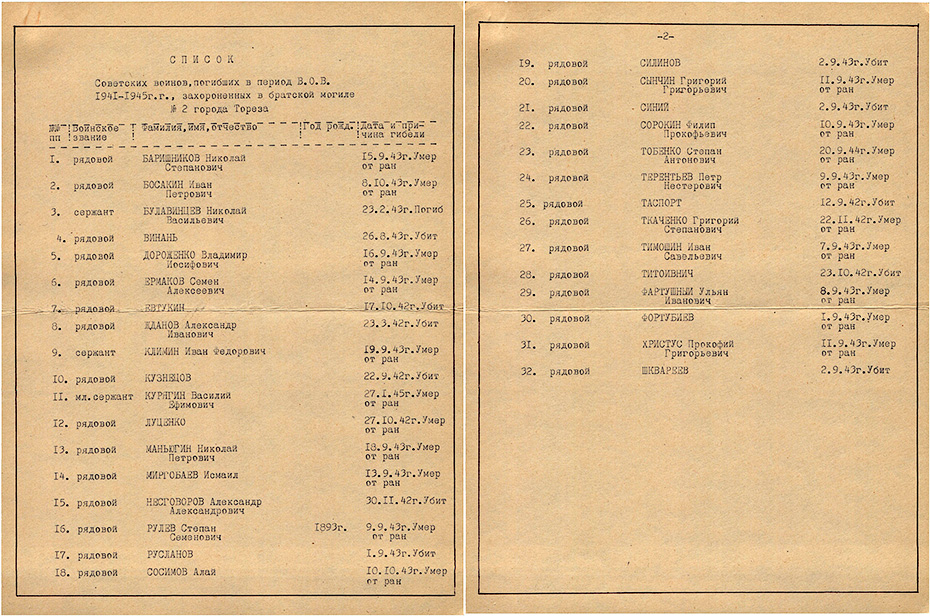 СПИСОК
Советских воинов, погибших в период В.О.В.
1941-1945г.г., захороненных в братской могиле
№ 2 города Тореза
№№ ! Воинское ! Фамилия, имя, отчество ! Год рожд. ! Дата и при-
пп ! звание ! чина гибели
1. рядовой БАРИШНИКОВ Николай 15.9.43г. Умер
Степанович от ран
2. рядовой БОСАКИН Иван 8.10.43г. Умер
Петрович от ран
3. сержант БУЛАВИНЦЕВ Николай 23.2.43г. Погиб
Васильевич
4. рядовой ВИНАНЬ 26.8.43г. Убит
5. рядовой ДОРОЖЕНКО Владимир 16.9.43г. Умер
Иосифович от ран
6. рядовой ЕРМАКОВ Семен 14.9.43г. Умер
Алексеевич от ран
7. рядовой ЕВТУКИН 17.10.42г. Убит
8. рядовой ЖДАНОВ Александр 23.3.42г. Убит
Иванович
9. сержант КЛИМИН Иван Федорович 19.9.43г. Умер
от ран
10. рядовой КУЗНЕЦОВ 22.9.42г. Убит
11. мл.сержант КУРЯГИН Василий 27.1.45г. Умер
Ефимович от ран
12. рядовой ЛУЦЕНКО 27.10.42г. Умер
от ран
13. рядовой МАНЬЮГИН Николай 18.9.43г. Умер
Петрович от ран
14. рядовой МИРГОБАЕВ Исмаил 13.9.43г. Умер
от ран
15. рядовой НЕСГОВОРОВ Александр 30.11.42г. Убит
Александрович
16. рядовой РУЛЕВ Степан 1893г. 9.9.43г. Умер
Семенович от ран
17. рядовой РУСЛАНОВ 1.9.43г. Убит
18. рядовой СОСИМОВ Алай 10.10.43г. Умер
от ран
-2-
19. рядовой СИЛИНОВ 2.9.43г. Убит
20. рядовой СЫНЧИН Григорий 11.9.43г. Умер
Григорьевич от ран
21. рядовой СИНИЙ 2.9.43г. Убит
22. рядовой СОРОКИН Филип 10.9.43г. Умер
Прокофьевич от ран
23. рядовой ТОБЕНКО Степан 20.9.44г. Умер
Антонович от ран
24. рядовой ТЕРЕНТЬЕВ Петр 9.9.43г. Умер
Нестерович от ран
25. рядовой ТАСПОРТ 12.9.42г. Убит
26. рядовой ТКАЧЕНКО Григорий 22.11.42г. Умер
Степанович от ран
27. рядовой ТИМОШИН Иван 7.9.43г. Умер
Савельевич от ран
28. рядовой ТИТОИВНИЧ 23.10.42г. Убит
29. рядовой ФАРТУШНЫЙ Ульян 8.9.43г. Умер
Иванович от ран
30. рядовой ФОРТУБИЕВ 1.9.43г. Умер
от ран
31. рядовой ХРИСТУС Прокофий 11.9.43г. Умер
Григорьевич от ран
32. рядовой ШКВАРЕЕВ 2.9.43г. Убит